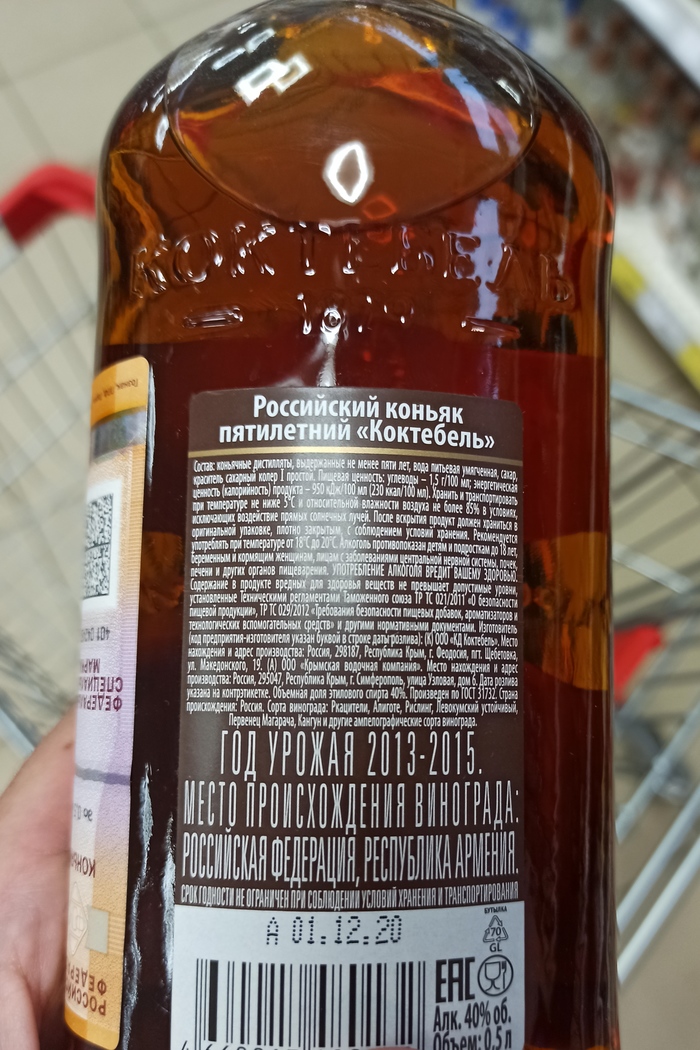 КОКТЕБЕЛЬ
1879
Российский коньяк
пятилетний «Коктебель»
Состав: коньячные дистилляты, выдержанные не менее пяти лет, вода питьевая умягченная, сахар,
краситель сахарный колер I простой. Пищевая ценность: углеводы – 1,5 г/100 мл; энергетическая
ценность (калорийность) продукта – 950 кДж/100 мл (230 ккал/100 мл). Хранить и транспортировать
при температуре не ниже 5°С и относительной влажности воздуха не более 85% в условиях,
исключающих воздействие прямых солнечных лучей. После вскрытия продукт должен храниться в
оригинальной упаковке, плотно закрытым, с соблюдением условий хранения. Рекомендуется
употреблять при температуре от 18°С до 20°С. Алкоголь противопоказан детям и подросткам до 18 лет,
беременным и кормящим женщинам, лицам с заболеваниями центральной нервной системы, почек,
печени и других органов пищеварения. УПОТРЕБЛЕНИЕ АЛКОГОЛЯ ВРЕДИТ ВАШЕМУ ЗДОРОВЬЮ.
Содержание в продукте вредных для здоровья веществ не превышает допустимые уровни,
установленные Техническими регламентами Таможенного союза ТР ТС 021/2011 «О безопасности
пищевой продукции», ТР ТС 029/2012 «Требования безопасности пищевых добавок, ароматизаторов и
технологических вспомогательных средств» и другими нормативными документами. Изготовитель
(код предприятия-изготовителя указан буквой в строке даты розлива): (К) ООО «КД Коктебель». Место
нахождения и адрес производства: Россия, 298187, Республика Крым, г. Феодосия, пгт. Щебетовка,
ул. Македонского, 19. (А) ООО «Крымская водочная компания». Место нахождения и адрес
производства: Россия, 295047, Республика Крым, г. Симферополь, улица Узловая, дом 6. Дата розлива
указана на контрэтикетке. Объемная доля этилового спирта 40%. Произведен по ГОСТ 31732. Страна
происхождения: Россия. Сорта винограда: Ркацители, Алиготе, Рислинг, Левокумский устойчивый,
Первенец Магарача, Кангун и другие ампелографические сорта винограда.
ГОД УРОЖАЯ 2013-2015.
МЕСТО ПРОИСХОЖДЕНИЯ ВИНОГРАДА:
РОССИЙСКАЯ ФЕДЕРАЦИЯ, РЕСПУБЛИКА АРМЕНИЯ.
СРОК ГОДНОСТИ НЕ ОГРАНИЧЕН ПРИ СОБЛЮДЕНИИ УСЛОВИЙ ХРАНЕНИЯ И ТРАНСПОРТИРОВАНИЯ
А 01.12.20
БУТЫЛКА
70
GL
EAC
Алк. 40% об.
Объем: 0,5 л